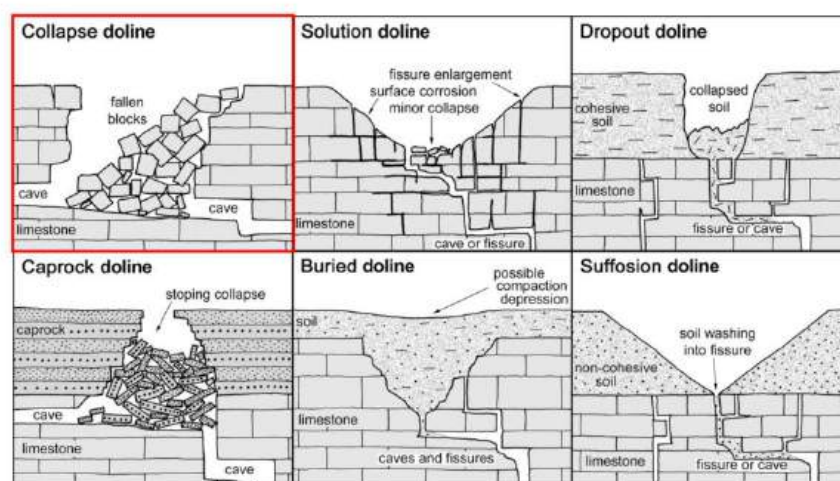 Collapse doline
fallen
blocks
cave
cave
limestone
Solution doline
fissure enlargement
surface corrosion
minor collapse
limestone
cave or fissure
Dropout doline
collapsed
soil
cohesive
soil
limestone
fissure or cave
Caprock doline
stoping collapse
caprock
cave
limestone
cave
Buried doline
possible
compaction
depression
soil
limestone
caves and fissures
Suffosion doline
soil washing
into fissure
non-cohesive
soil
limestone
fissure or cave